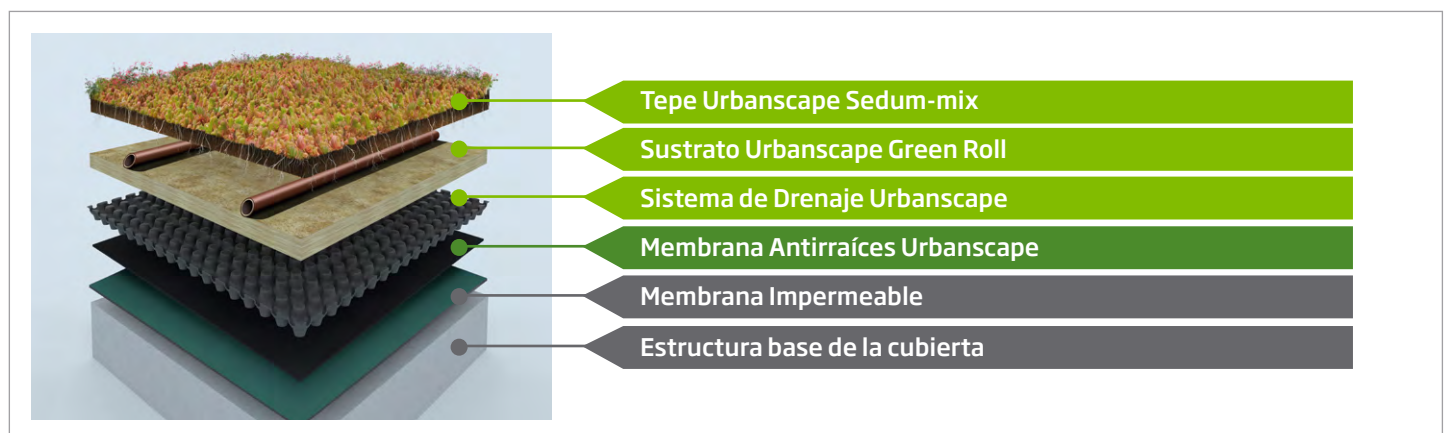 Tepe Urbanscape Sedum-mix
Sustrato Urbanscape Green Roll
Sistema de Drenaje Urbanscape
Membrana Antirraíces Urbanscape
Membrana Impermeable
Estructura base de la cubierta